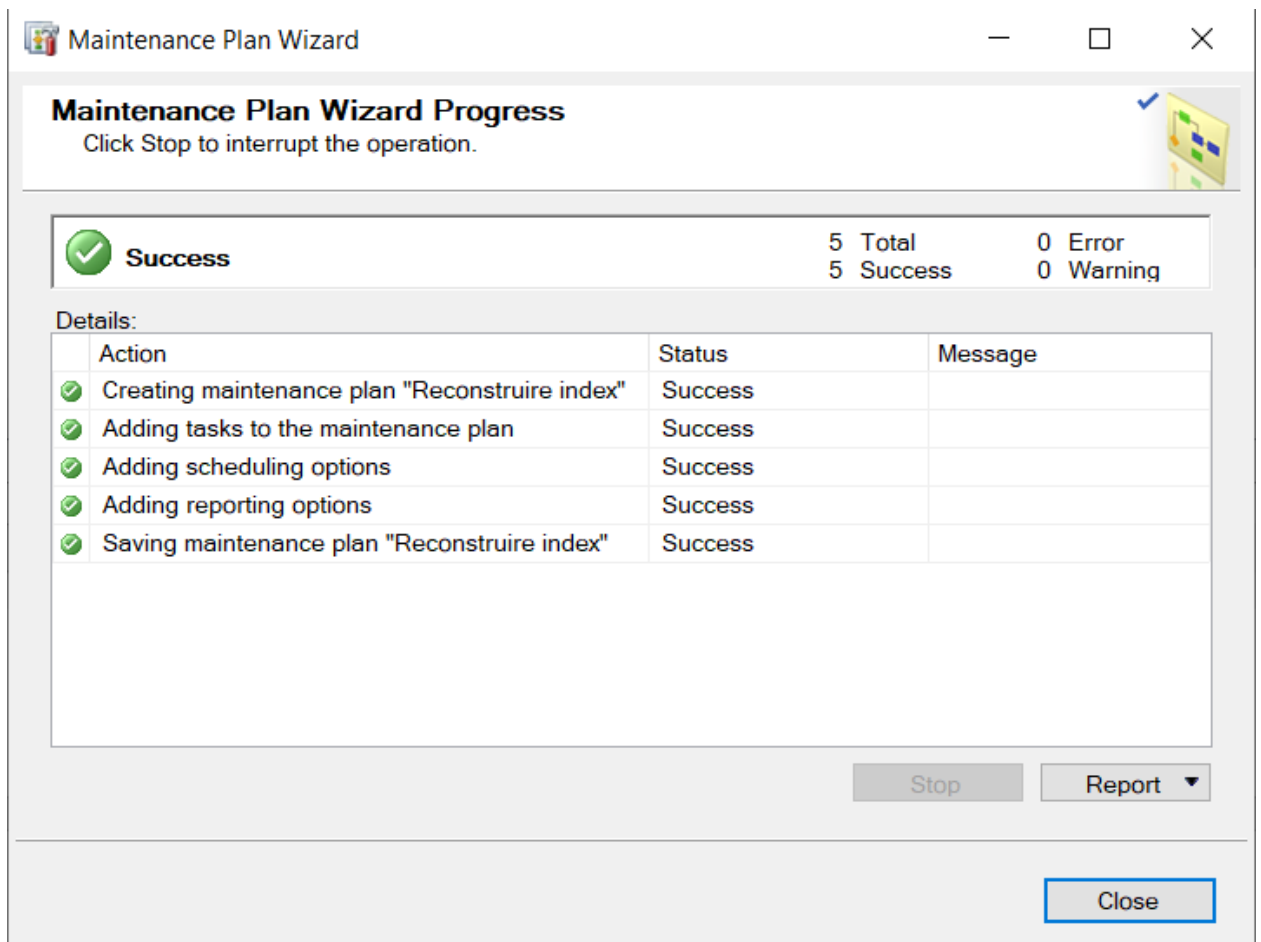 Maintenance Plan Wizard
Maintenance Plan Wizard Progress
Click Stop to interrupt the operation.
Success
5 Total
0 Error
5 Success
0 Warning
Details:
Action Status Message
Creating maintenance plan "Reconstruire index" Success
Adding tasks to the maintenance plan Success
Adding scheduling options Success
Adding reporting options Success
Saving maintenance plan "Reconstruire index" Success
Stop
Report
Close